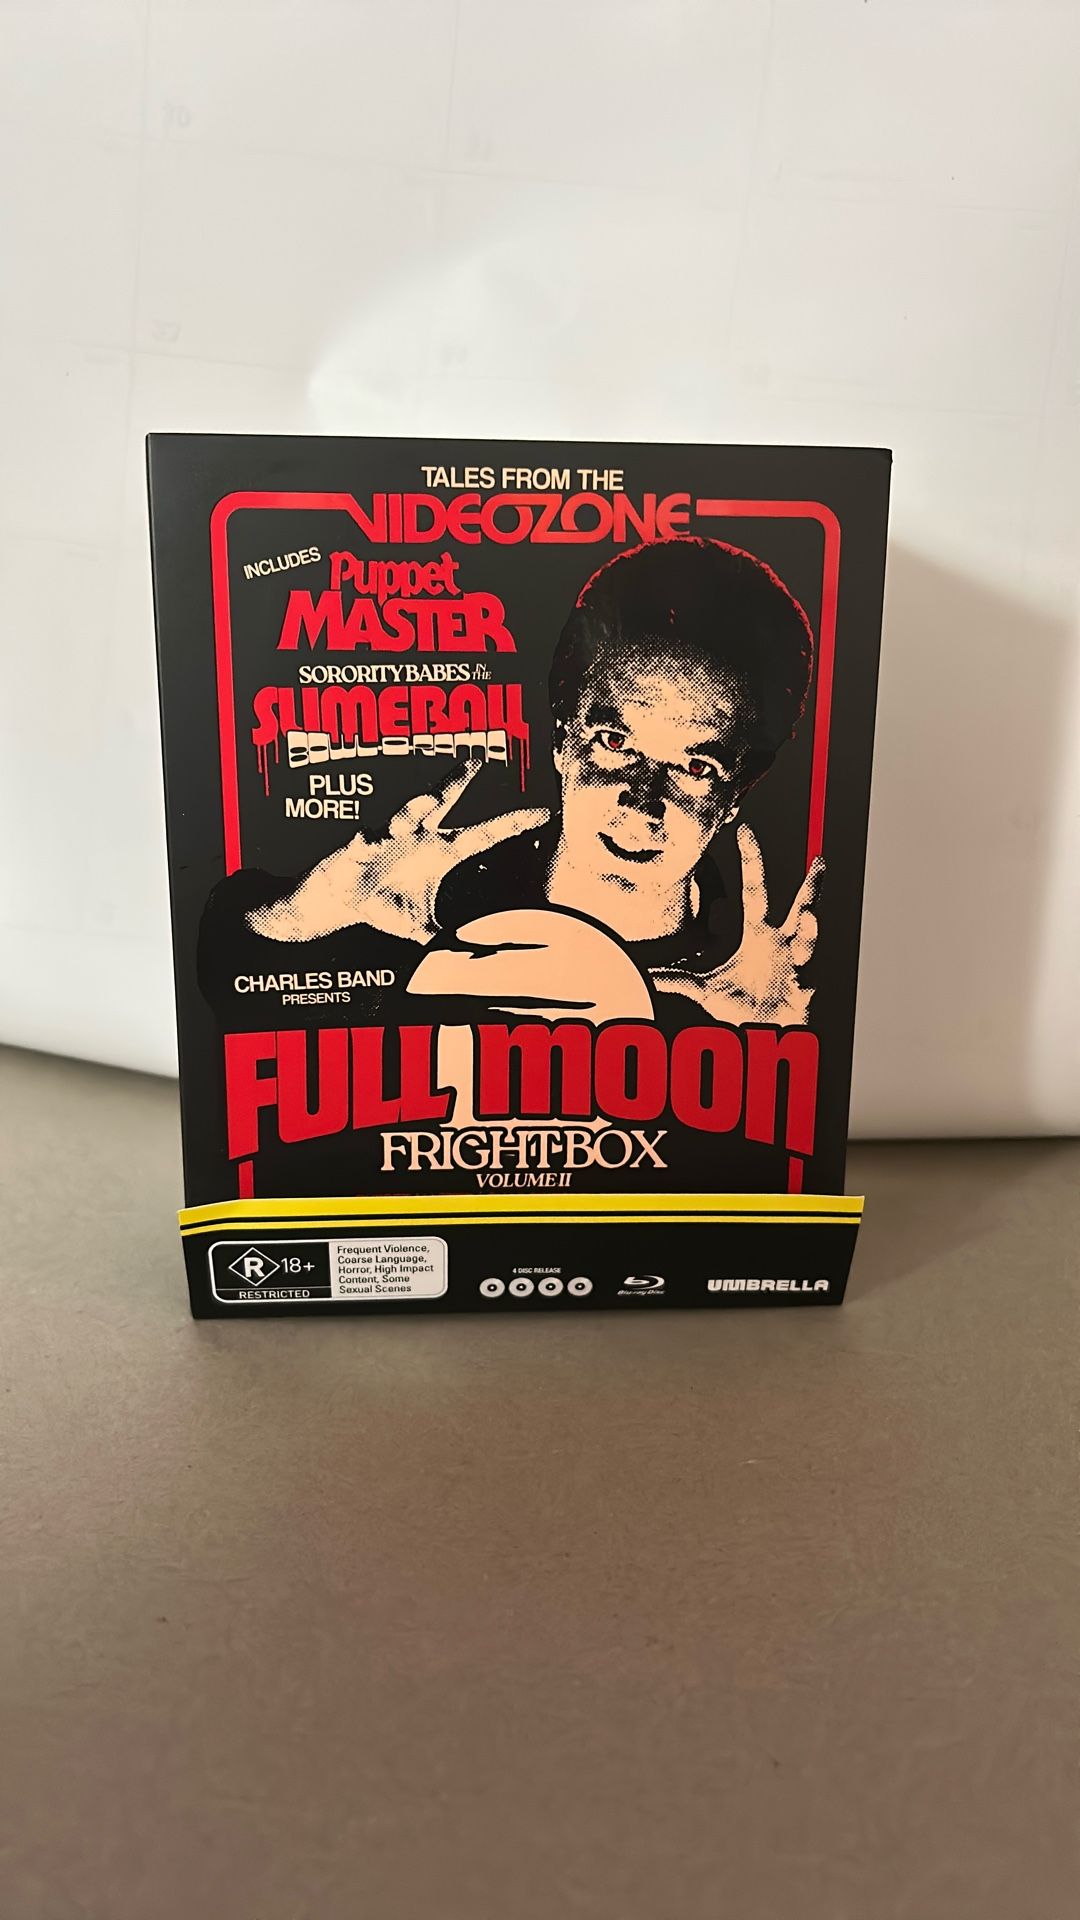 TALES FROM THE
VIDEOZONE
INCLUDES
Puppet
MASTER
SORORITY BABES IN THE
SLIMEBALL
BOWL-O-RAMA
PLUS
MORE!
CHARLES BAND
PRESENTS
FULL MOON
FRIGHTBOX
VOLUME II
R 18+
RESTRICTED
Frequent Violence,
Coarse Language,
Horror, High Impact
Content, Some
Sexual Scenes
4 DISC RELEASE
Blu-ray Disc
UMBRELLA